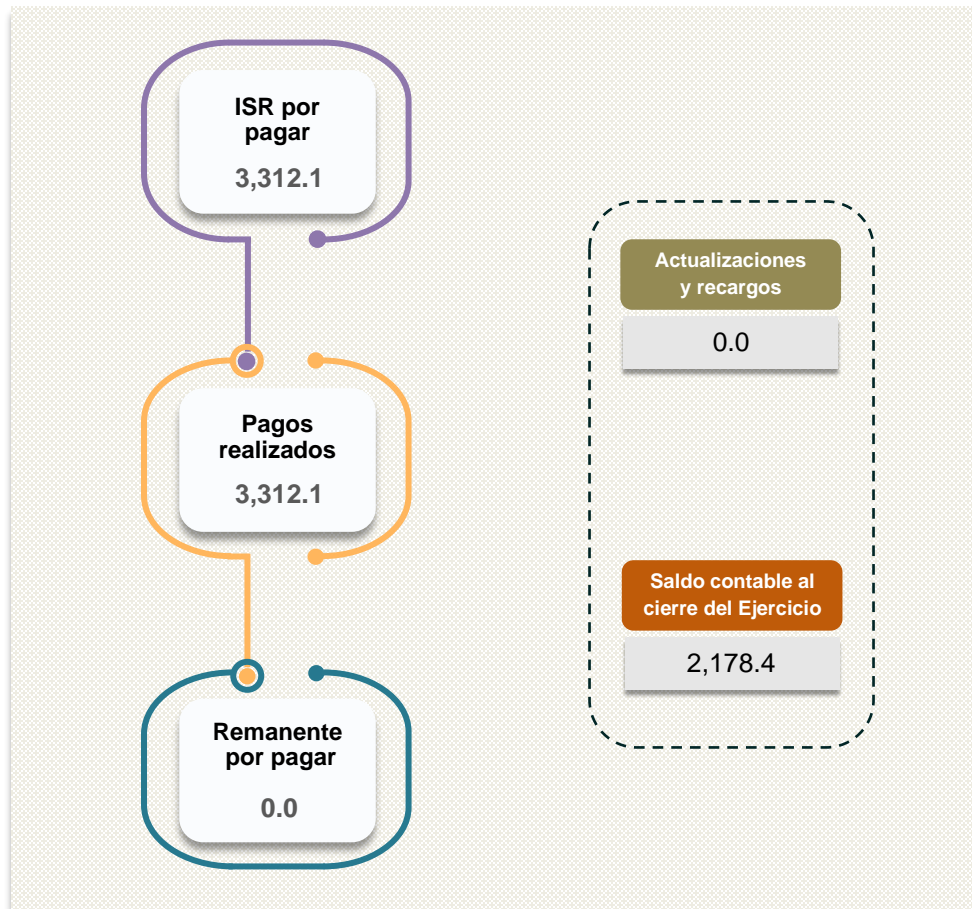 ISR por
pagar
3,312.1
Pagos
realizados
3,312.1
Remanente
por pagar
0.0
Actualizaciones
y recargos
0.0
Saldo contable al
cierre del Ejercicio
2,178.4